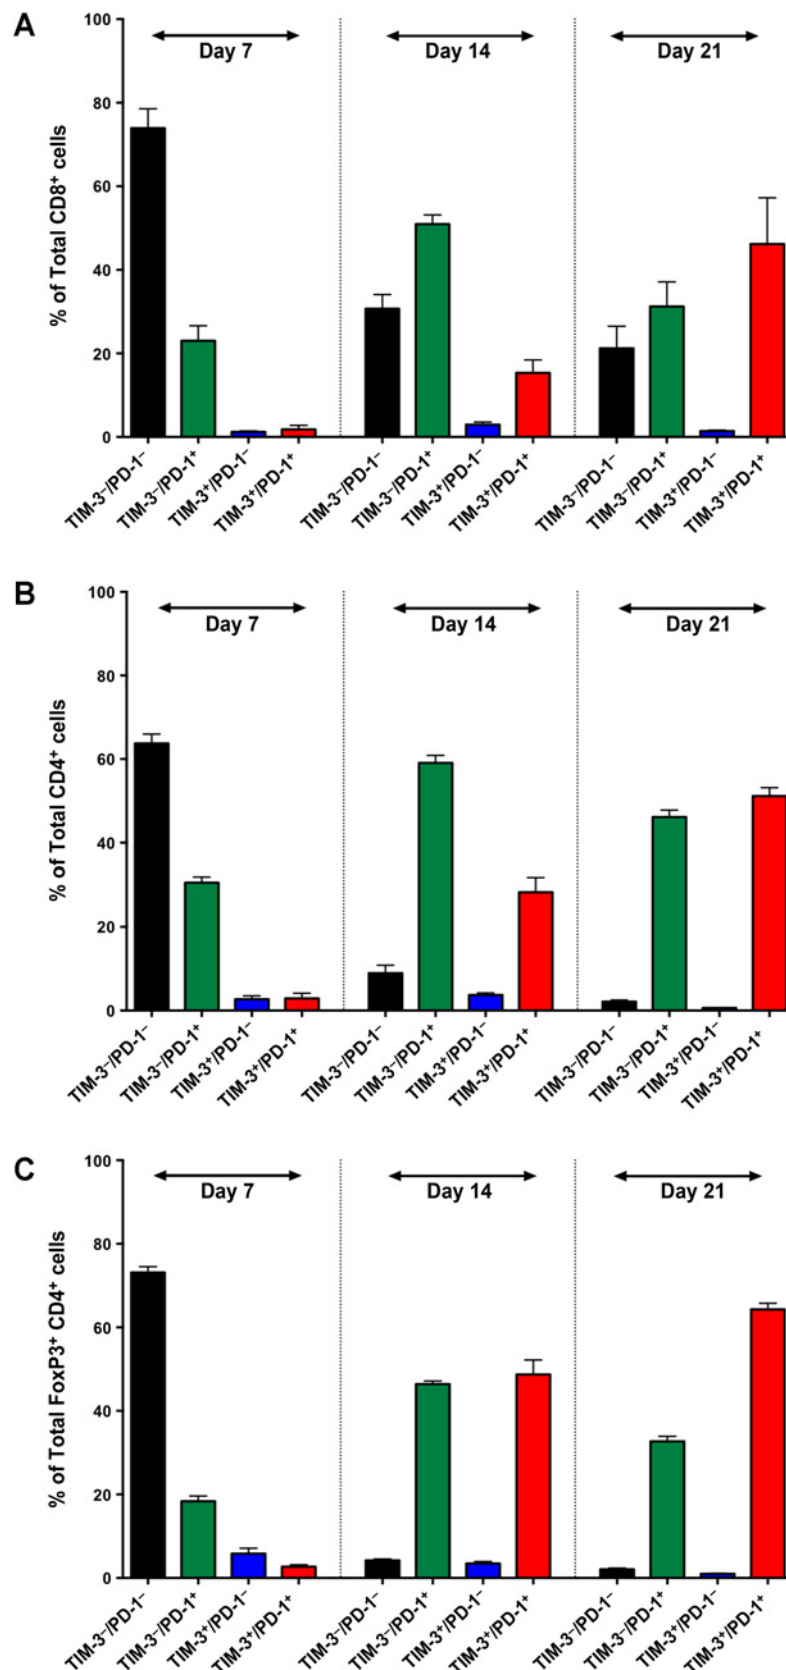 A
% of Total CD8⁺ cells
100
80
60
40
20
0
Day 7
Day 14
Day 21
TIM-3⁻/PD-1⁻
TIM-3⁻/PD-1⁺
TIM-3⁺/PD-1⁻
TIM-3⁺/PD-1⁺
TIM-3⁻/PD-1⁻
TIM-3⁻/PD-1⁺
TIM-3⁺/PD-1⁻
TIM-3⁺/PD-1⁺
TIM-3⁻/PD-1⁻
TIM-3⁻/PD-1⁺
TIM-3⁺/PD-1⁻
TIM-3⁺/PD-1⁺
B
% of Total CD4⁺ cells
100
80
60
40
20
0
Day 7
Day 14
Day 21
TIM-3⁻/PD-1⁻
TIM-3⁻/PD-1⁺
TIM-3⁺/PD-1⁻
TIM-3⁺/PD-1⁺
TIM-3⁻/PD-1⁻
TIM-3⁻/PD-1⁺
TIM-3⁺/PD-1⁻
TIM-3⁺/PD-1⁺
TIM-3⁻/PD-1⁻
TIM-3⁻/PD-1⁺
TIM-3⁺/PD-1⁻
TIM-3⁺/PD-1⁺
C
% of Total FoxP3⁺ CD4⁺ cells
100
80
60
40
20
0
Day 7
Day 14
Day 21
TIM-3⁻/PD-1⁻
TIM-3⁻/PD-1⁺
TIM-3⁺/PD-1⁻
TIM-3⁺/PD-1⁺
TIM-3⁻/PD-1⁻
TIM-3⁻/PD-1⁺
TIM-3⁺/PD-1⁻
TIM-3⁺/PD-1⁺
TIM-3⁻/PD-1⁻
TIM-3⁻/PD-1⁺
TIM-3⁺/PD-1⁻
TIM-3⁺/PD-1⁺